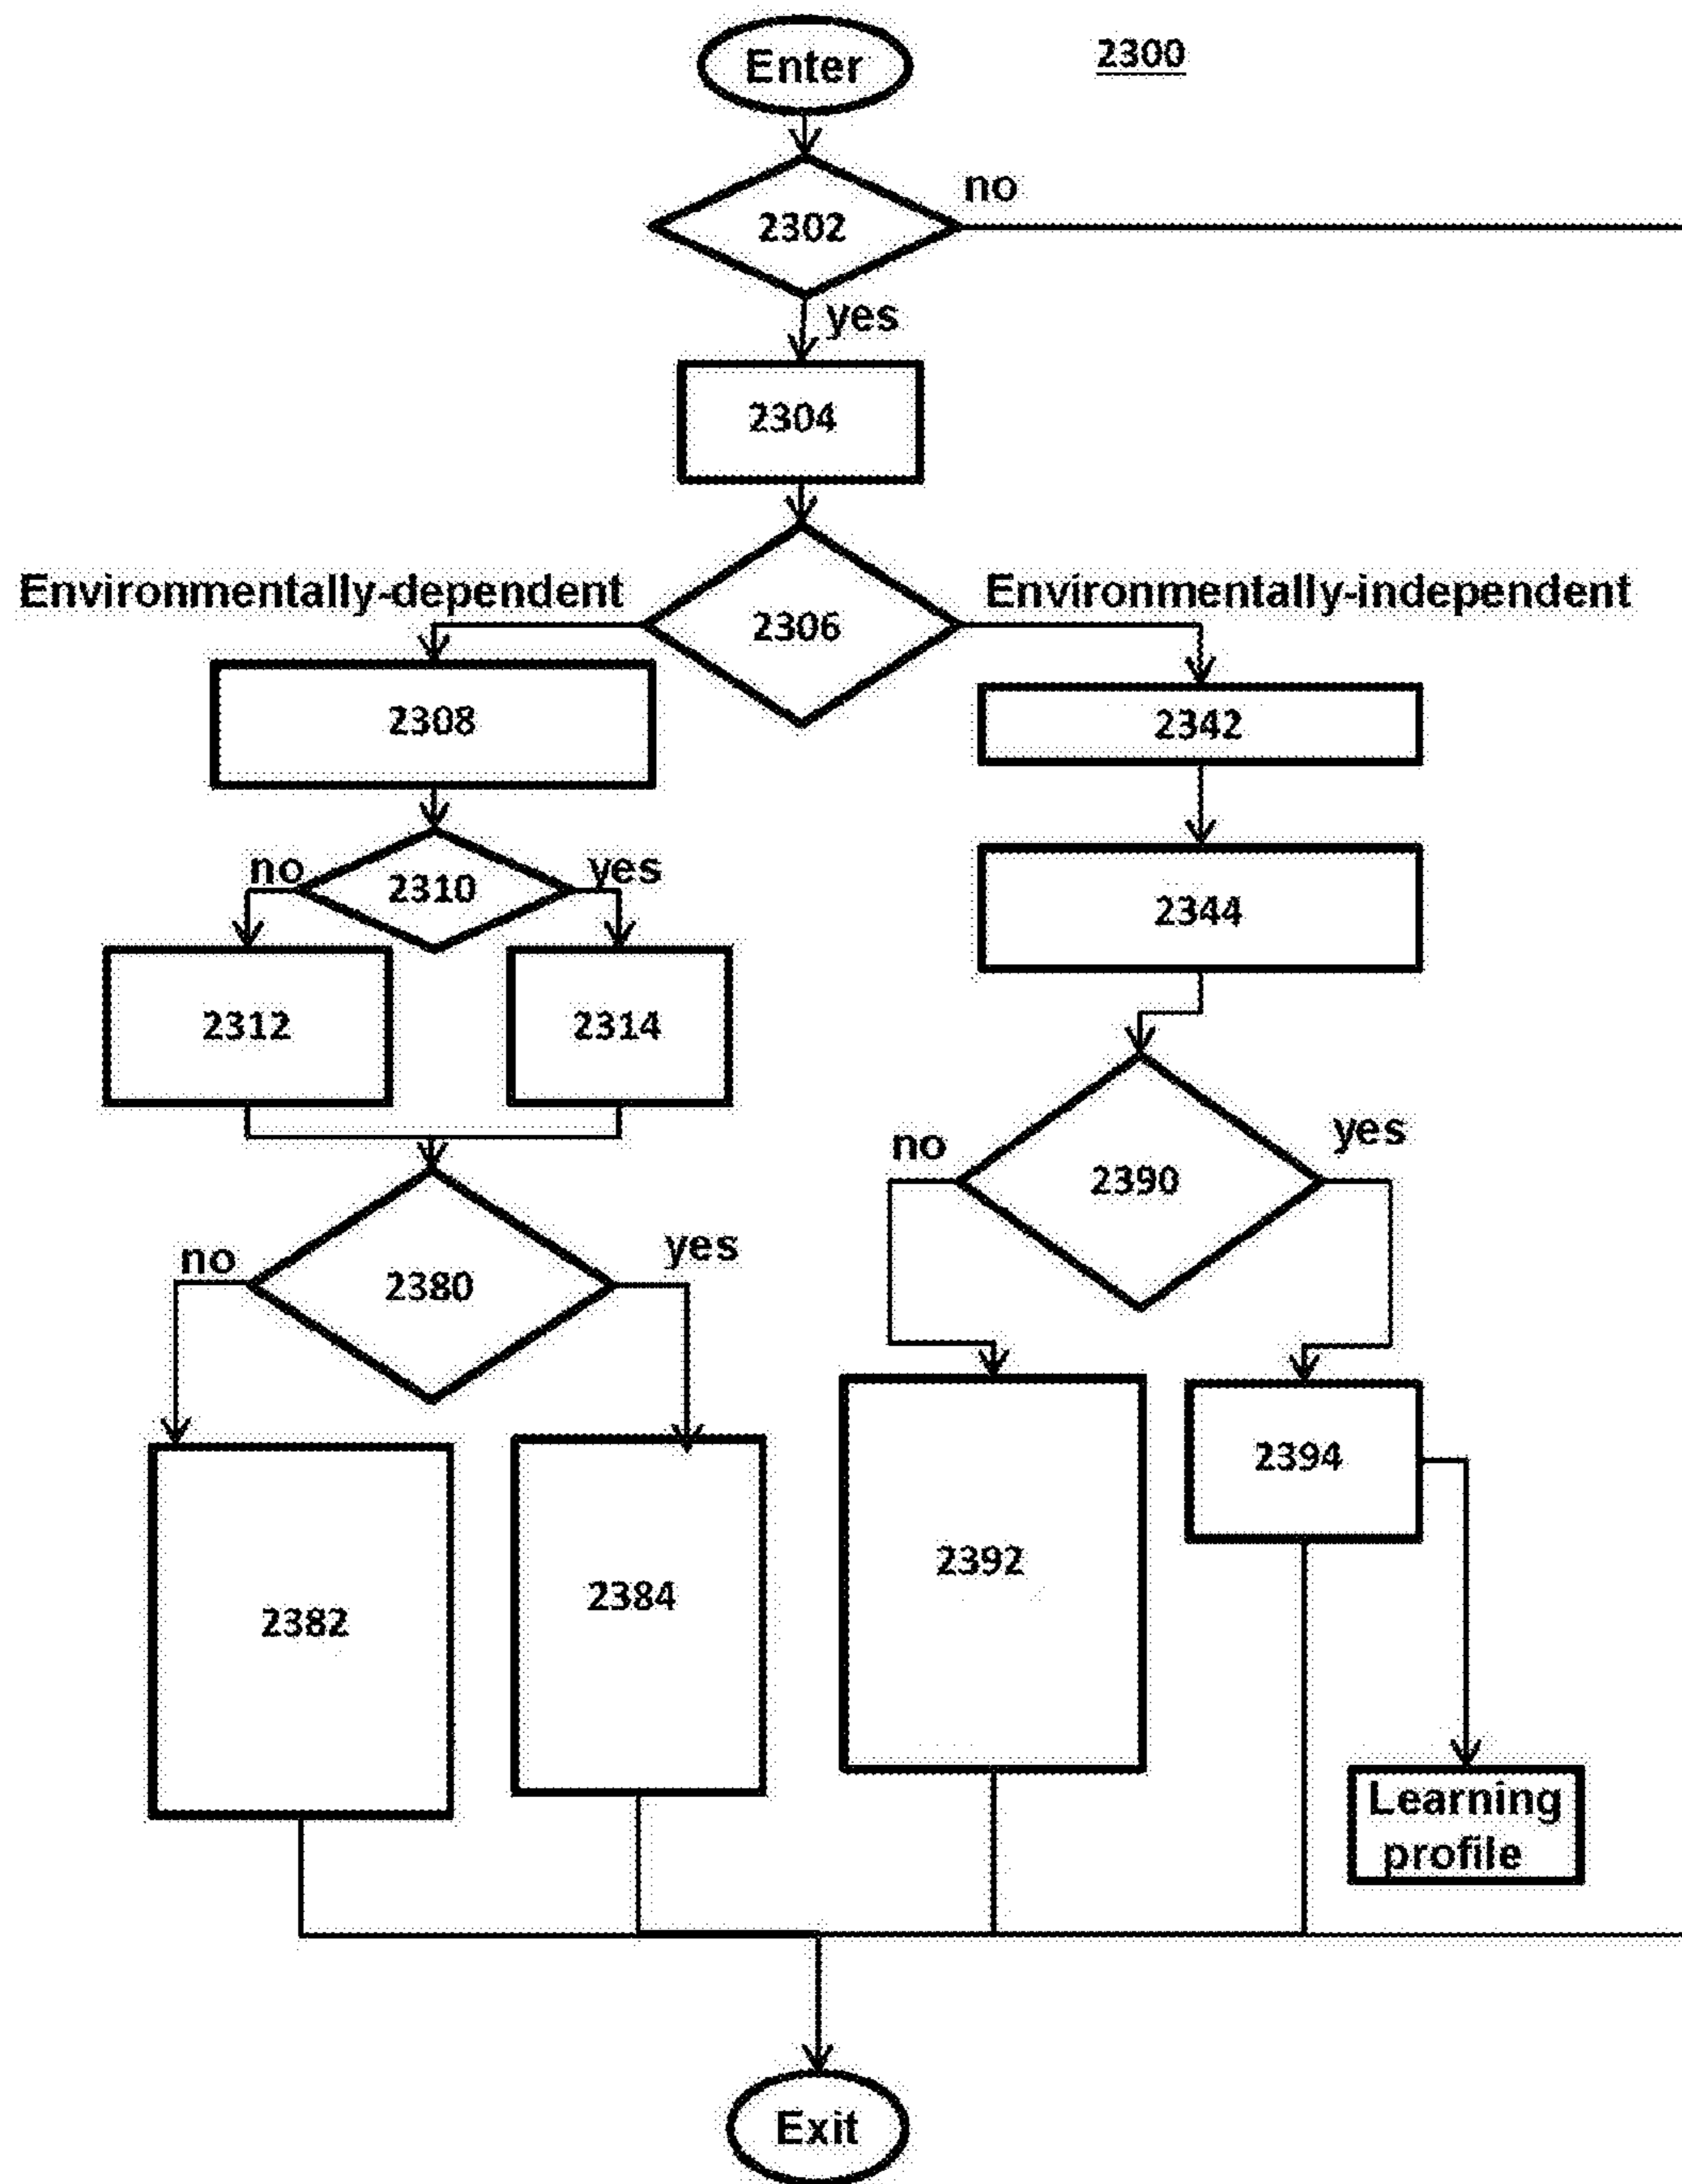 Enter
2300
no
2302
yes
2304
Environmentally-dependent
Environmentally-independent
2306
2308
2342
no
2310
yes
2344
2312
2314
no
yes
2390
no
yes
2380
2394
2392
2384
2382
Learning
profile
Exit